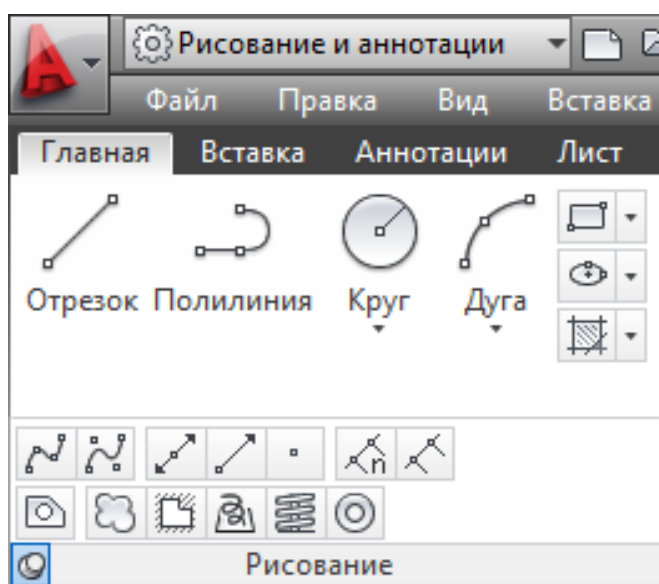 Рисование и аннотации
Файл Правка Вид Вставка
Главная Вставка Аннотации Лист
Отрезок Полилиния Круг Дуга
n
Рисование